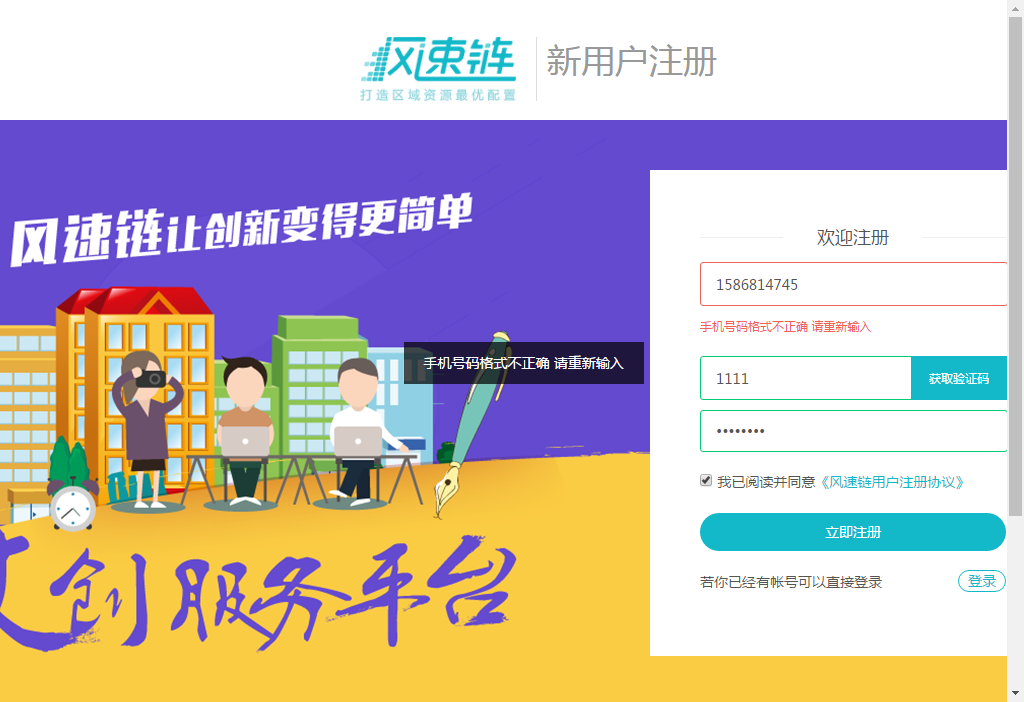 风速链
打造区域资源最优配置
新用户注册
风速链让创新变得更简单
欢迎注册
1586814745
手机号码格式不正确 请重新输入
手机号码格式不正确 请重新输入
1111
获取验证码
••••••••
我已阅读并同意《风速链用户注册协议》
立即注册
若你已经有帐号可以直接登录
登录
文创服务平台